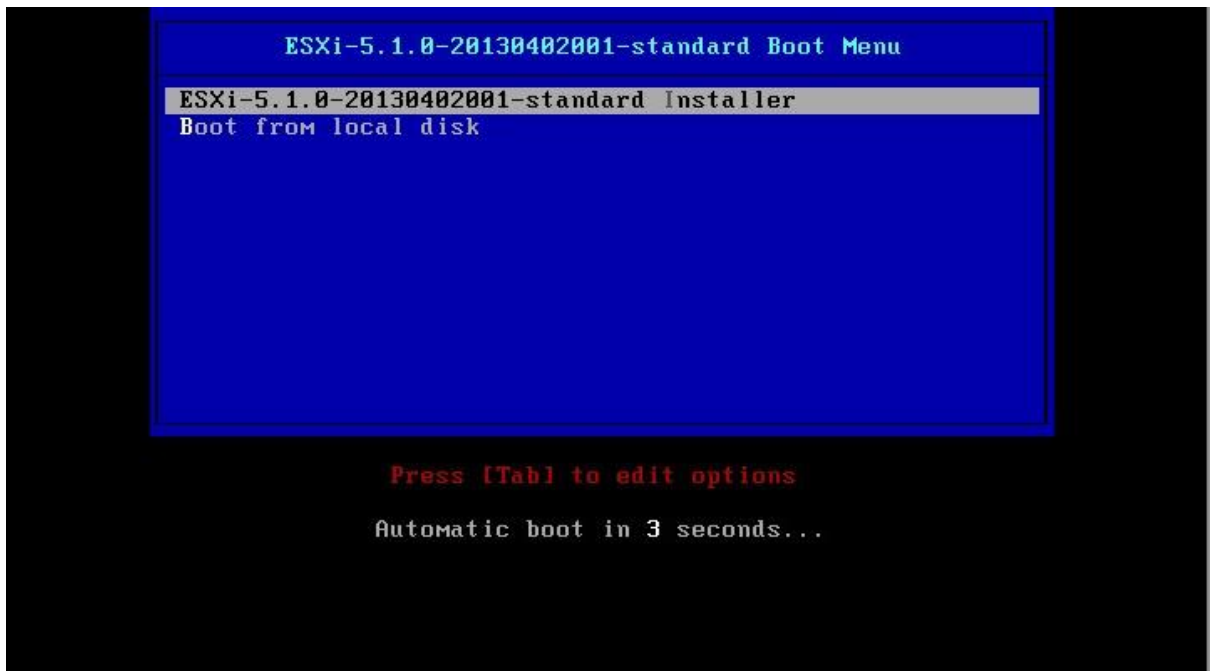 ESXi-5.1.0-20130402001-standard Boot Menu
ESXi-5.1.0-20130402001-standard Installer
Boot from local disk
Press [Tab] to edit options
Automatic boot in 3 seconds...